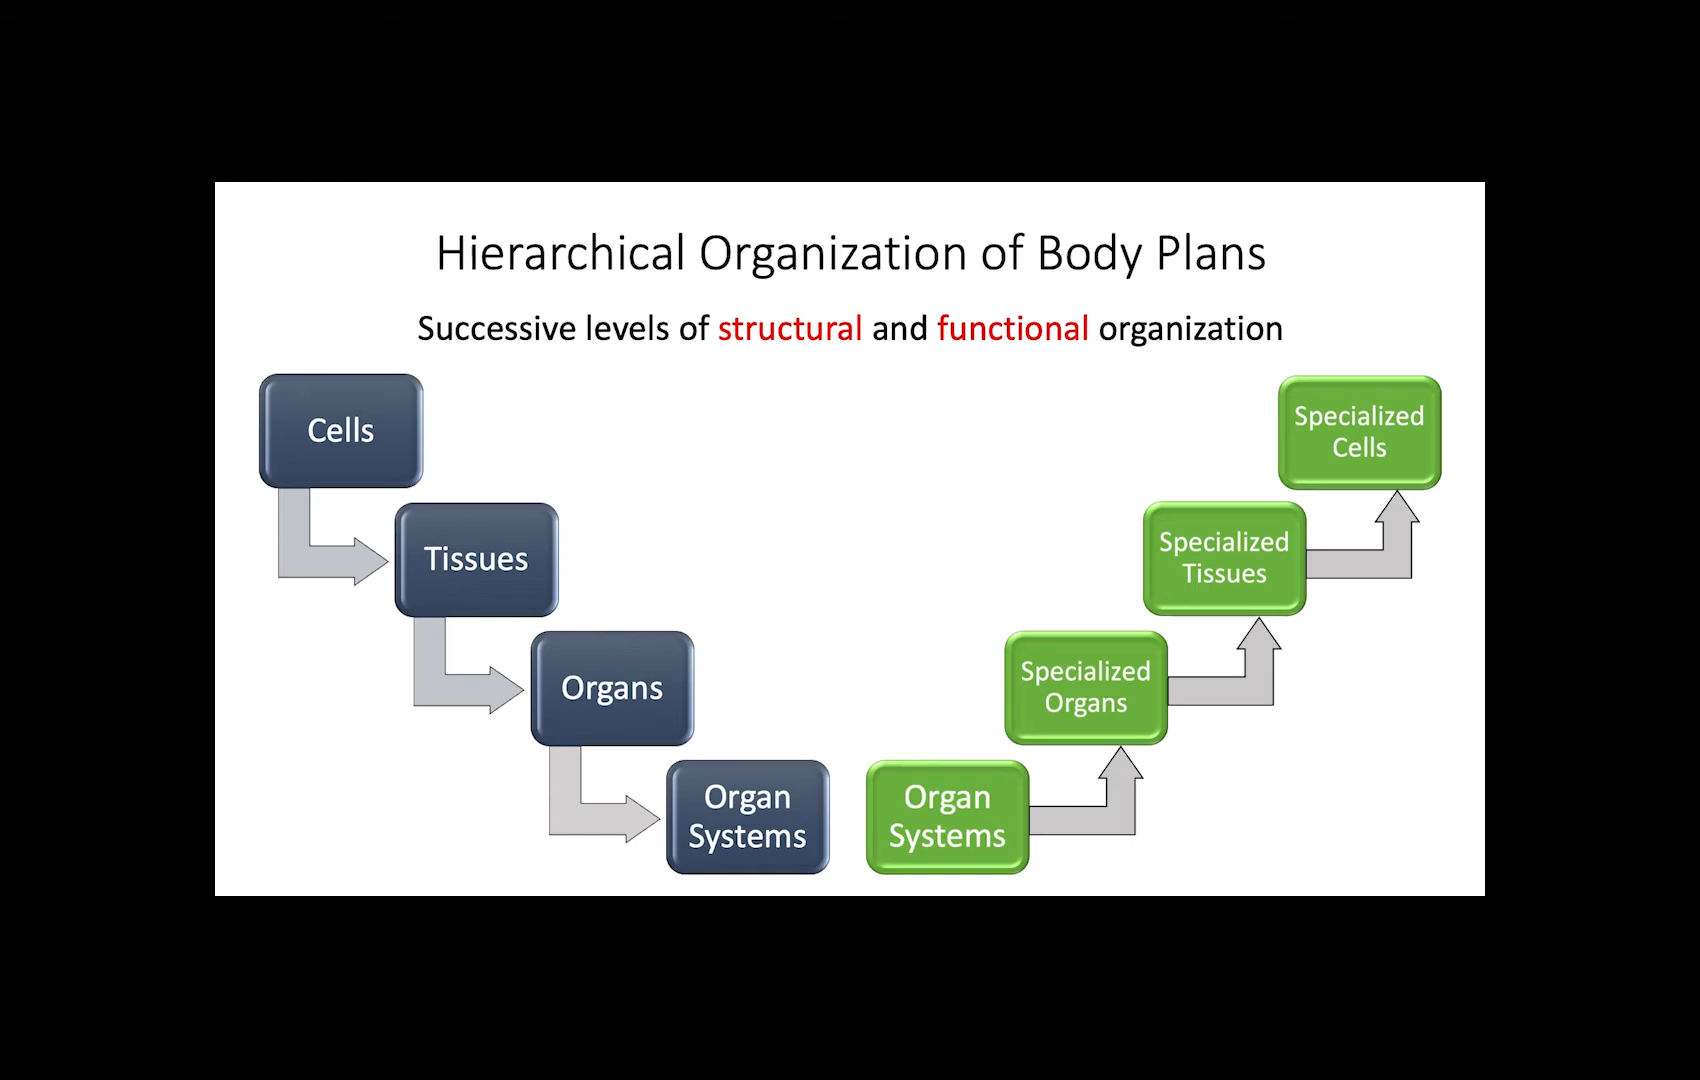 Hierarchical Organization of Body Plans
Successive levels of structural and functional organization
Cells
Tissues
Organs
Organ
Systems
Organ
Systems
Specialized
Organs
Specialized
Tissues
Specialized
Cells